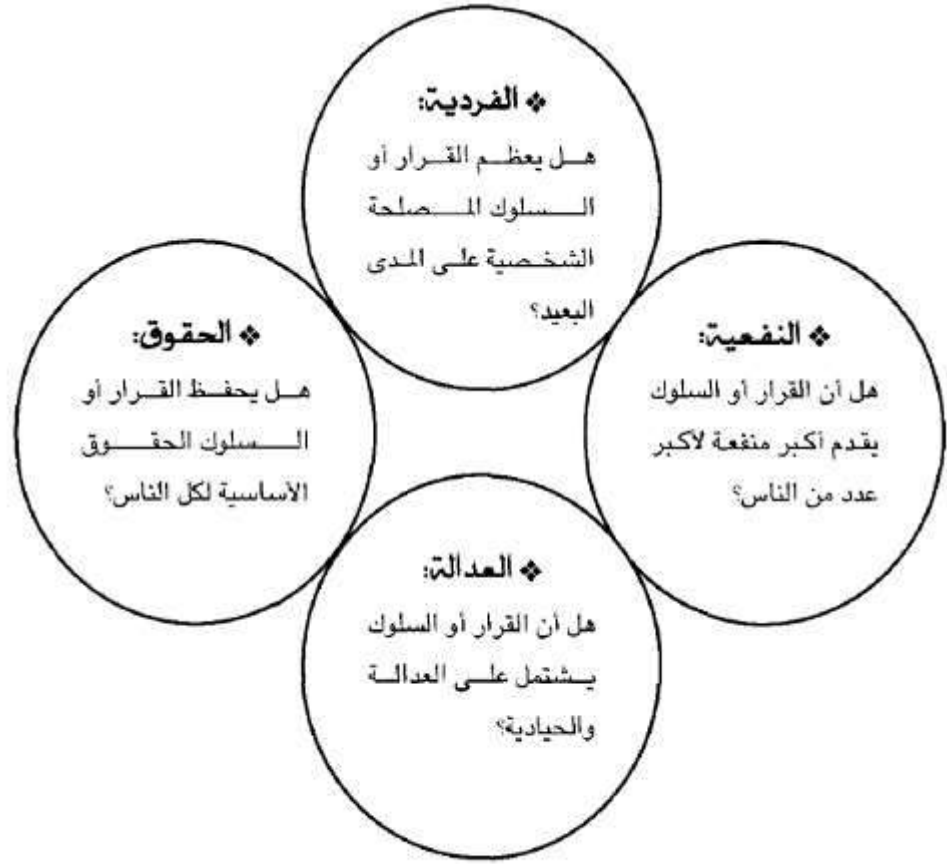 ❖ الفردية:
هل يعظم القرار أو
السلوك المصلحة
الشخصية على المدى
البعيد؟
❖ النفعية:
هل أن القرار أو السلوك
يقدم أكبر منفعة لأكبر
عدد من الناس؟
❖ الحقوق:
هل يحفظ القرار أو
السلوك الحقوق
الأساسية لكل الناس؟
❖ العدالة:
هل أن القرار أو السلوك
يشتمل على العدالة
والحيادية؟